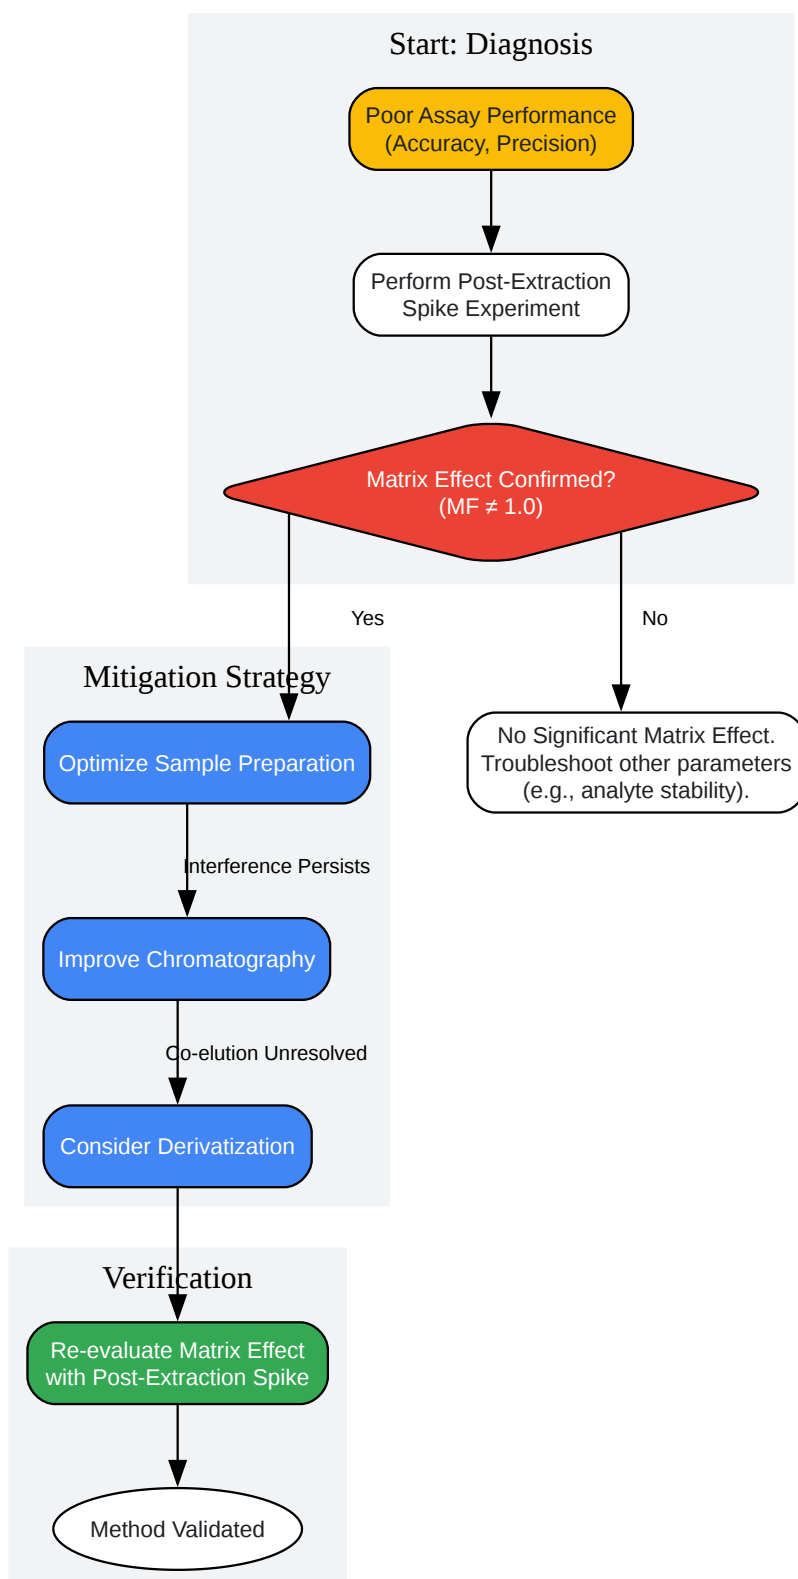 Start: Diagnosis
Poor Assay Performance
(Accuracy, Precision)
Perform Post-Extraction
Spike Experiment
Matrix Effect Confirmed?
(MF ≠ 1.0)
Yes
No
Mitigation Strategy
Optimize Sample Preparation
No Significant Matrix Effect.
Troubleshoot other parameters
(e.g., analyte stability).
Interference Persists
Improve Chromatography
Co-elution Unresolved
Consider Derivatization
Verification
Re-evaluate Matrix Effect
with Post-Extraction Spike
Method Validated